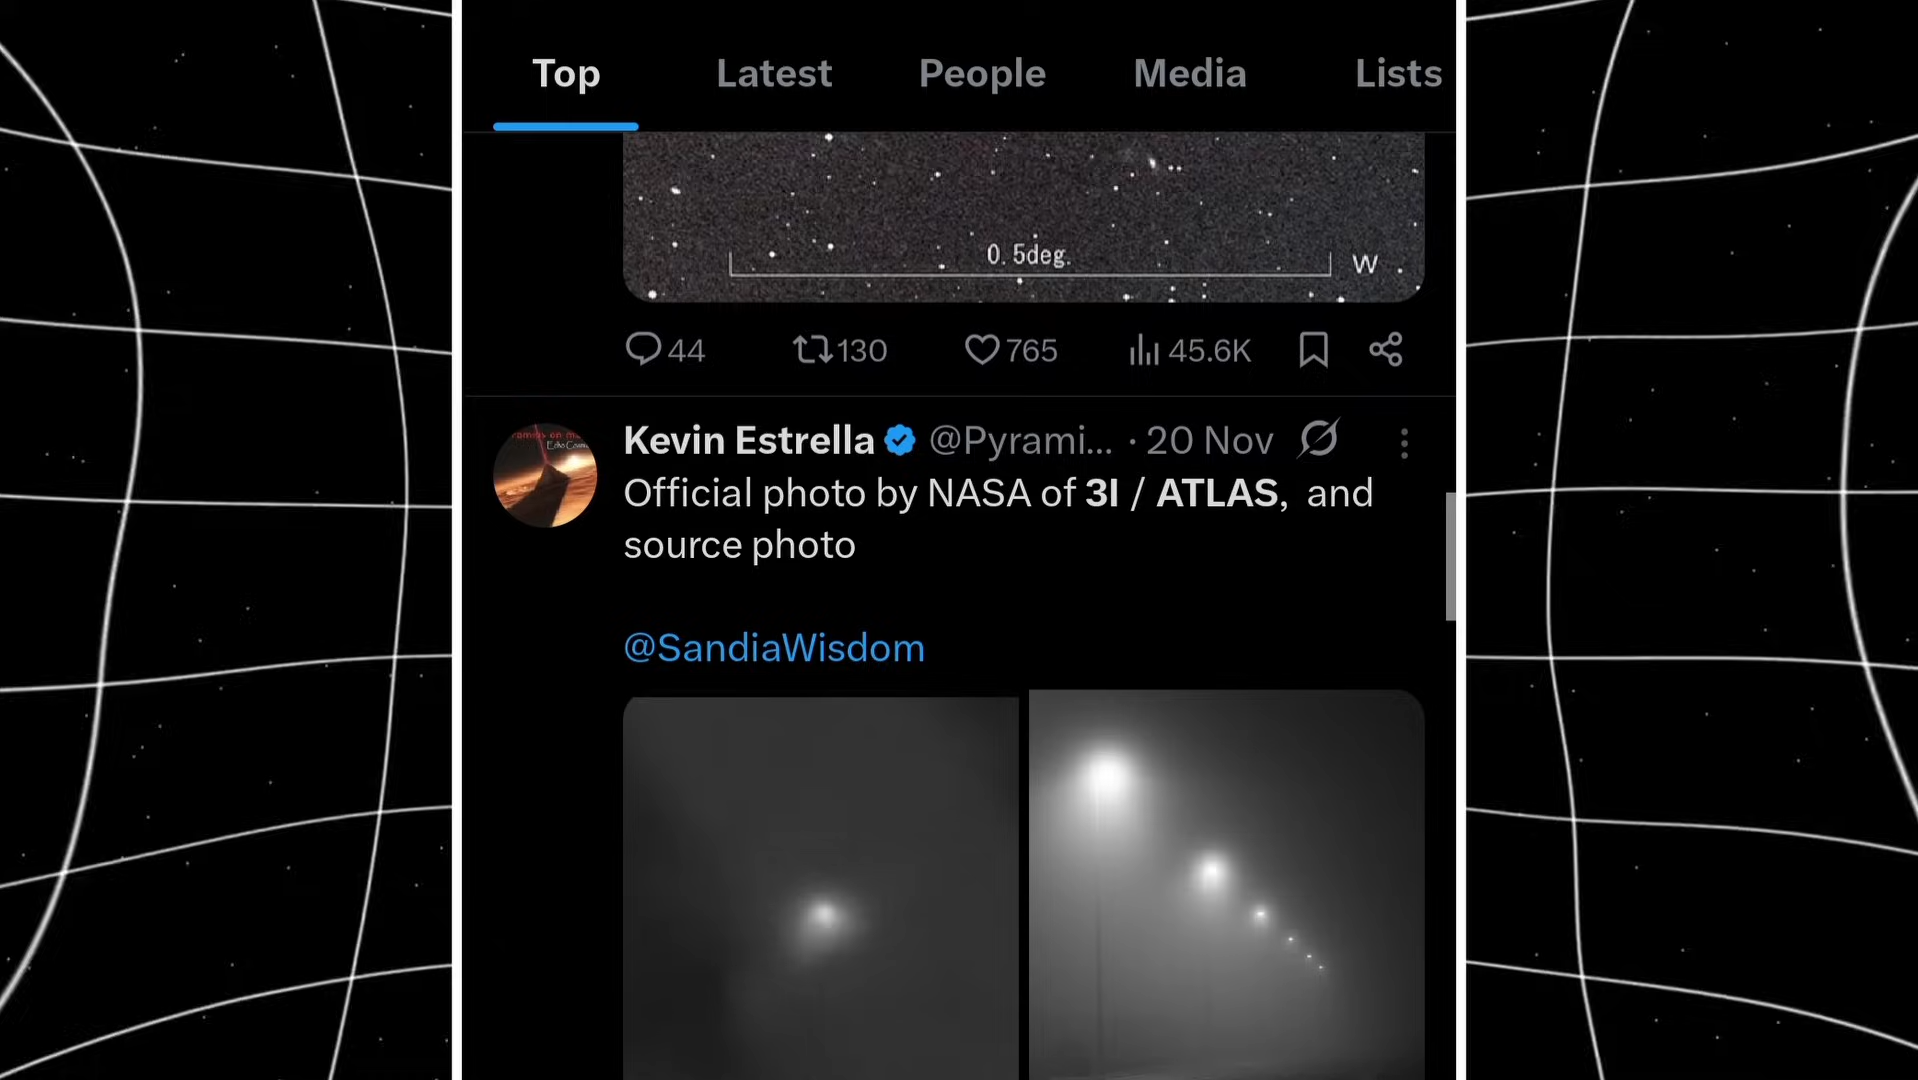 Top Latest People Media Lists
0.5deg. W
44 130 765 45.6K
Kevin Estrella @Pyrami... · 20 Nov
Official photo by NASA of 3I / ATLAS, and
source photo
@SandiaWisdom